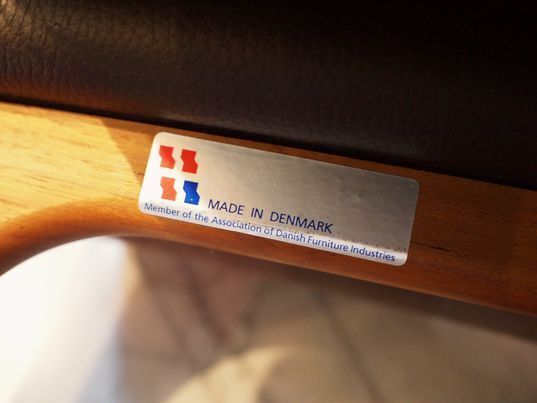 MADE IN DENMARK
Member of the Association of Danish Furniture Industries